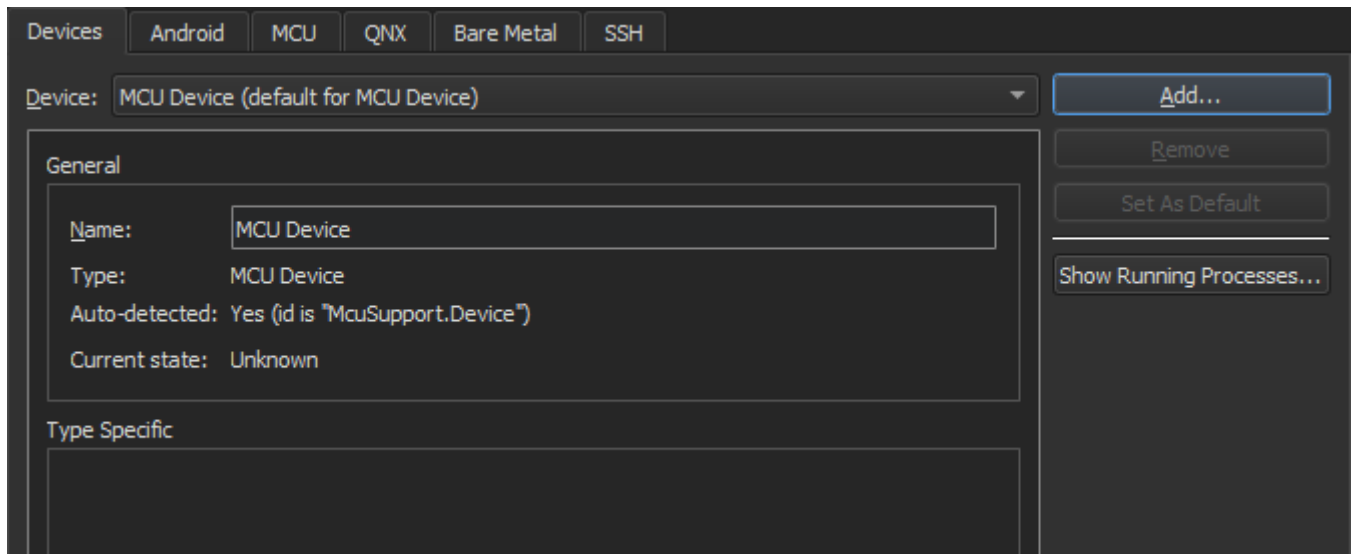 Devices Android MCU QNX Bare Metal SSH
Device: MCU Device (default for MCU Device) Add...
Remove
General
Set As Default
Name: MCU Device
Type: MCU Device
Show Running Processes...
Auto-detected: Yes (id is "McuSupport.Device")
Current state: Unknown
Type Specific